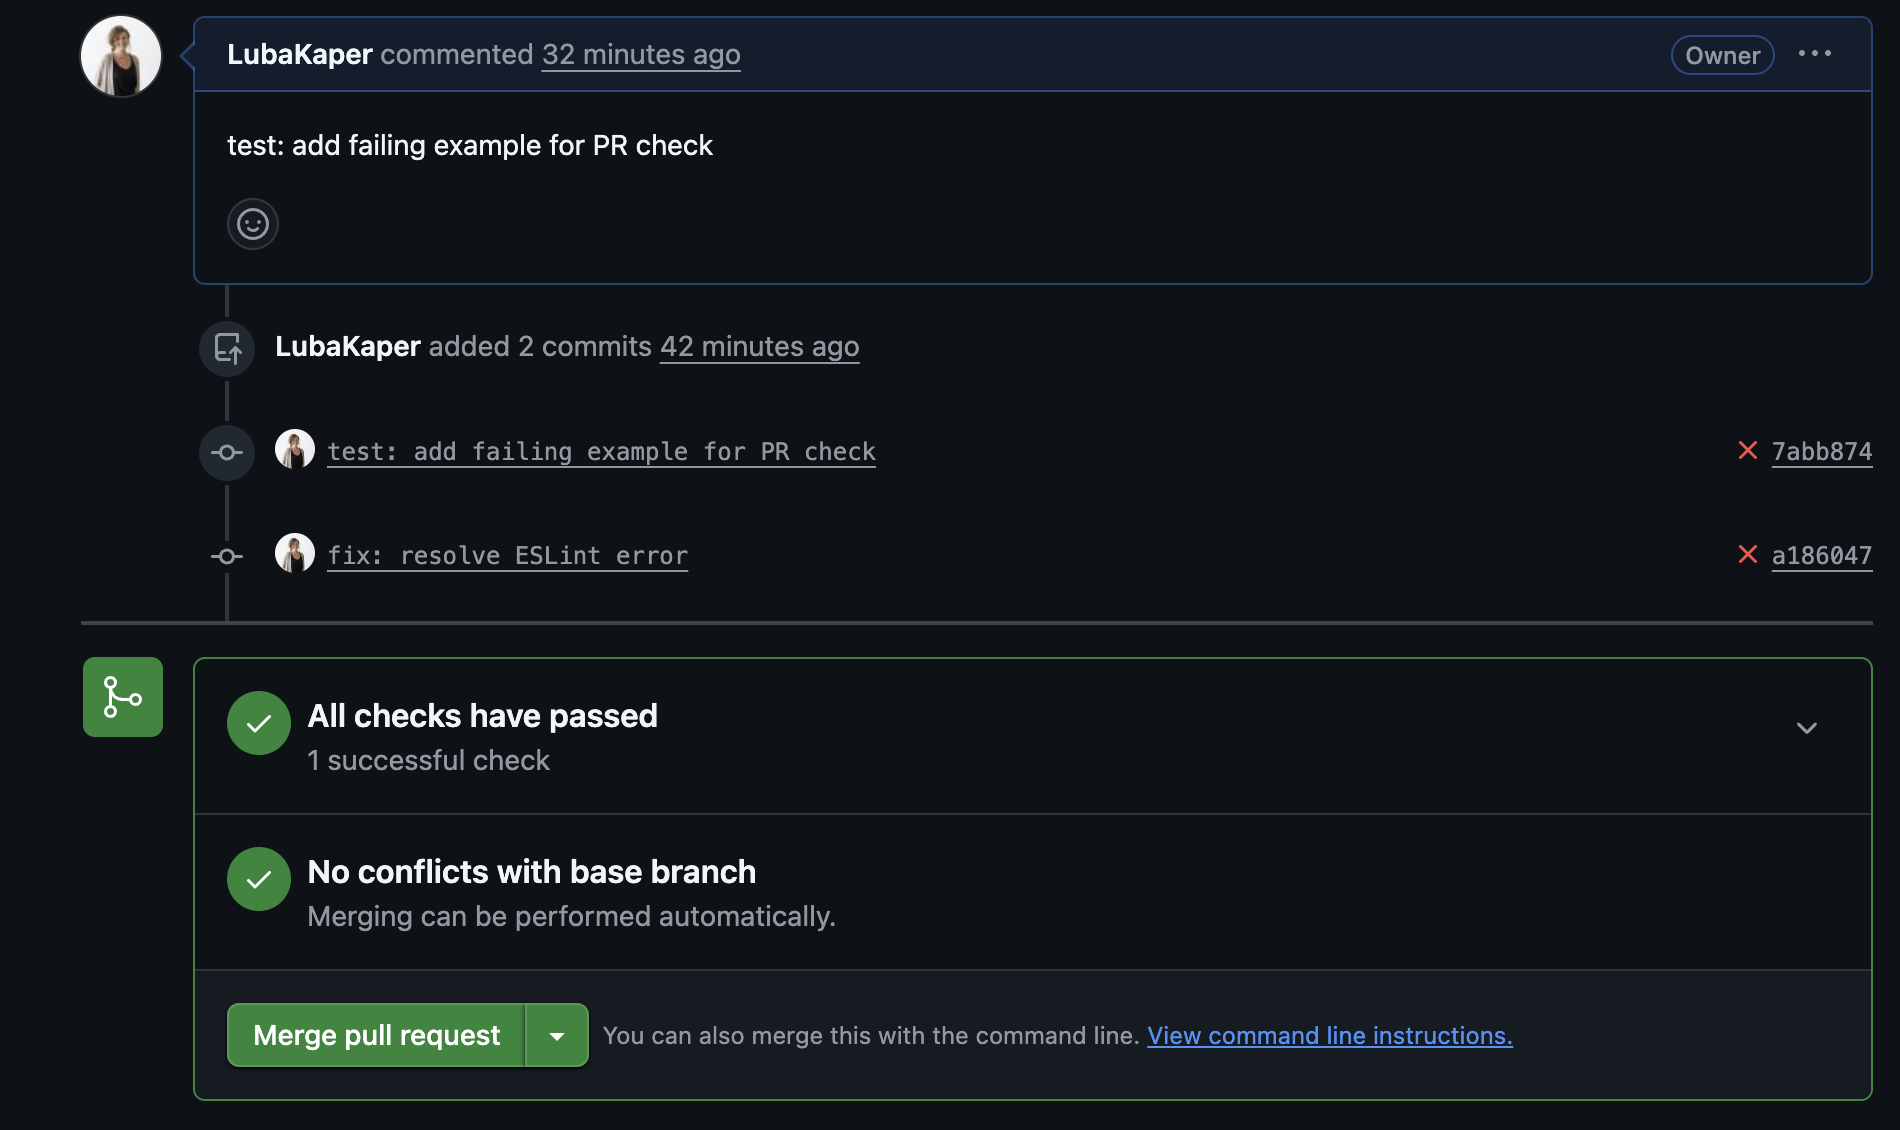 LubaKaper commented 32 minutes ago Owner
test: add failing example for PR check
LubaKaper added 2 commits 42 minutes ago
test: add failing example for PR check 7abb874
fix: resolve ESLint error a186047
All checks have passed
1 successful check
No conflicts with base branch
Merging can be performed automatically.
Merge pull request You can also merge this with the command line. View command line instructions.